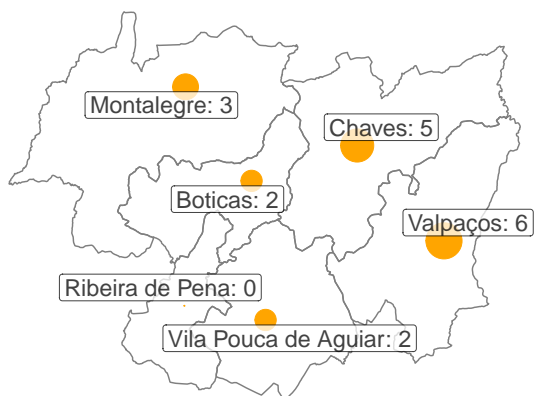 Montalegre: 3
Chaves: 5
Boticas: 2
Valpaços: 6
Ribeira de Pena: 0
Vila Pouca de Aguiar: 2